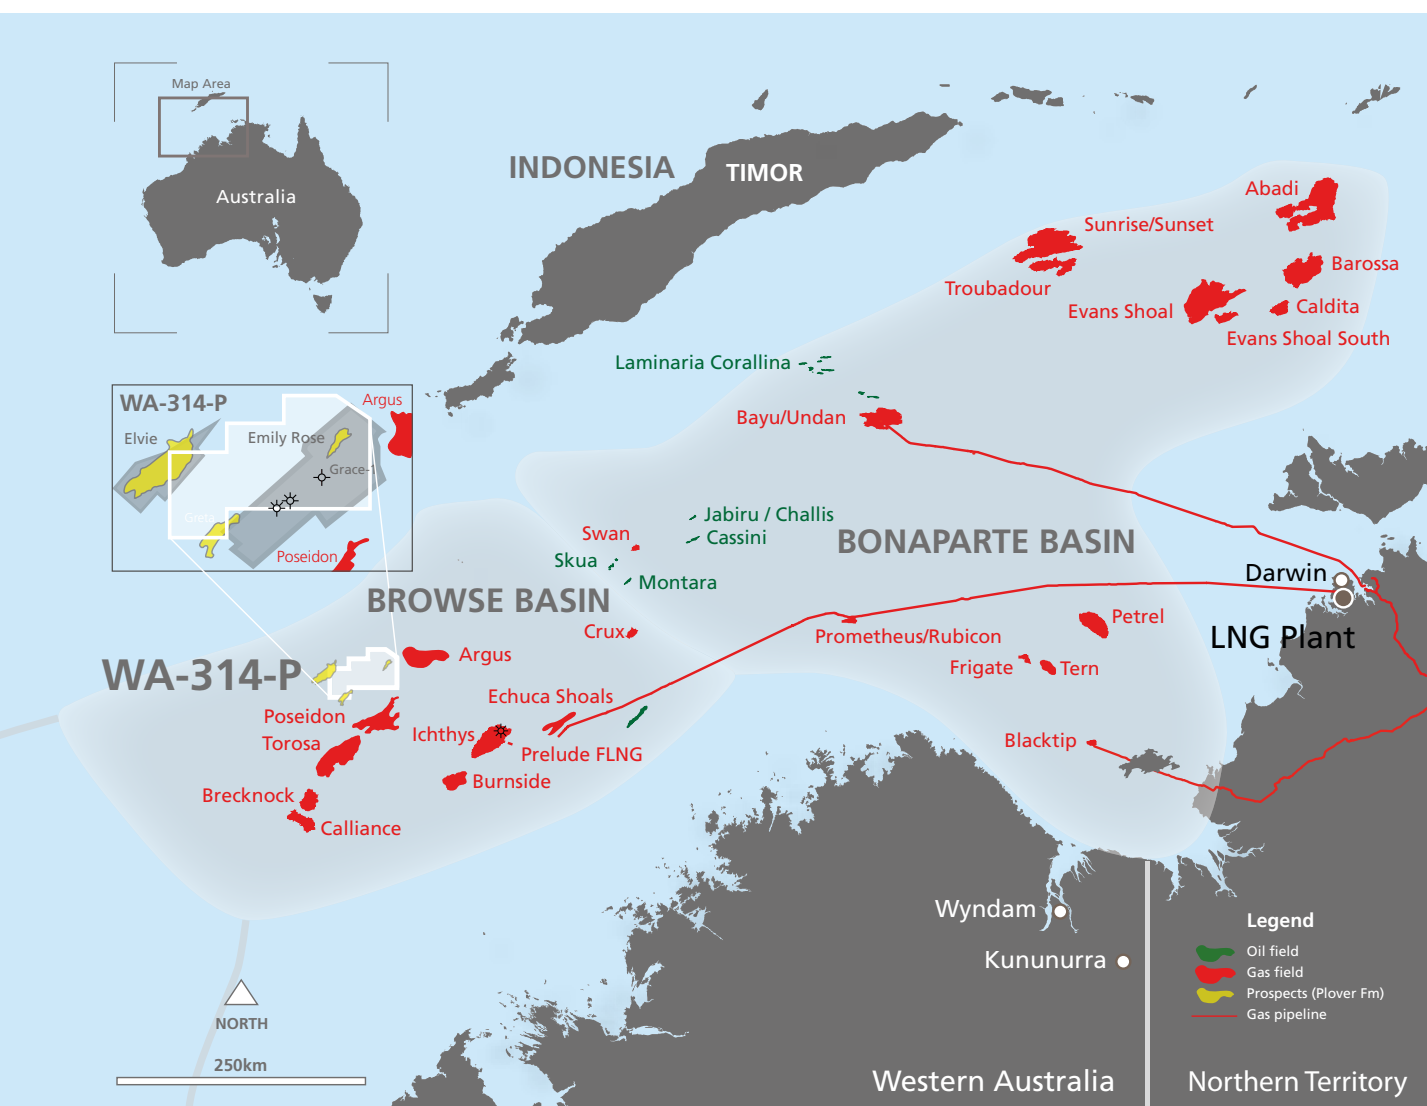 Map Area
Australia
INDONESIA
TIMOR
Abadi
Sunrise/Sunset
Barossa
Troubadour
Evans Shoal
Caldita
Evans Shoal South
Laminaria Corallina
WA-314-P
Argus
Elvie
Emily Rose
Grace-1
Greta
Poseidon
Bayu/Undan
Jabiru / Challis
Swan
Cassini
BONAPARTE BASIN
Skua
Montara
Darwin
BROWSE BASIN
Crux
Petrel
Prometheus/Rubicon
LNG Plant
Argus
Frigate
Tern
WA-314-P
Echuca Shoals
Poseidon
Ichthys
Torosa
Blacktip
Prelude FLNG
Burnside
Brecknock
Calliance
Wyndam
Kununurra
Legend
Oil field
Gas field
Prospects (Plover Fm)
Gas pipeline
NORTH
250km
Western Australia
Northern Territory